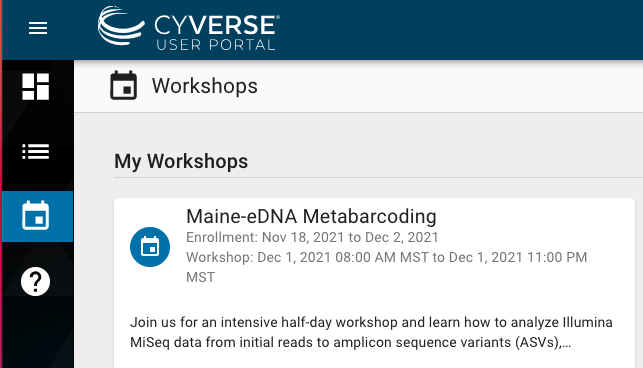 CYVERSE®
USER PORTAL
Workshops
My Workshops
Maine-eDNA Metabarcoding
Enrollment: Nov 18, 2021 to Dec 2, 2021
Workshop: Dec 1, 2021 08:00 AM MST to Dec 1, 2021 11:00 PM
MST
Join us for an intensive half-day workshop and learn how to analyze Illumina
MiSeq data from initial reads to amplicon sequence variants (ASVs),...